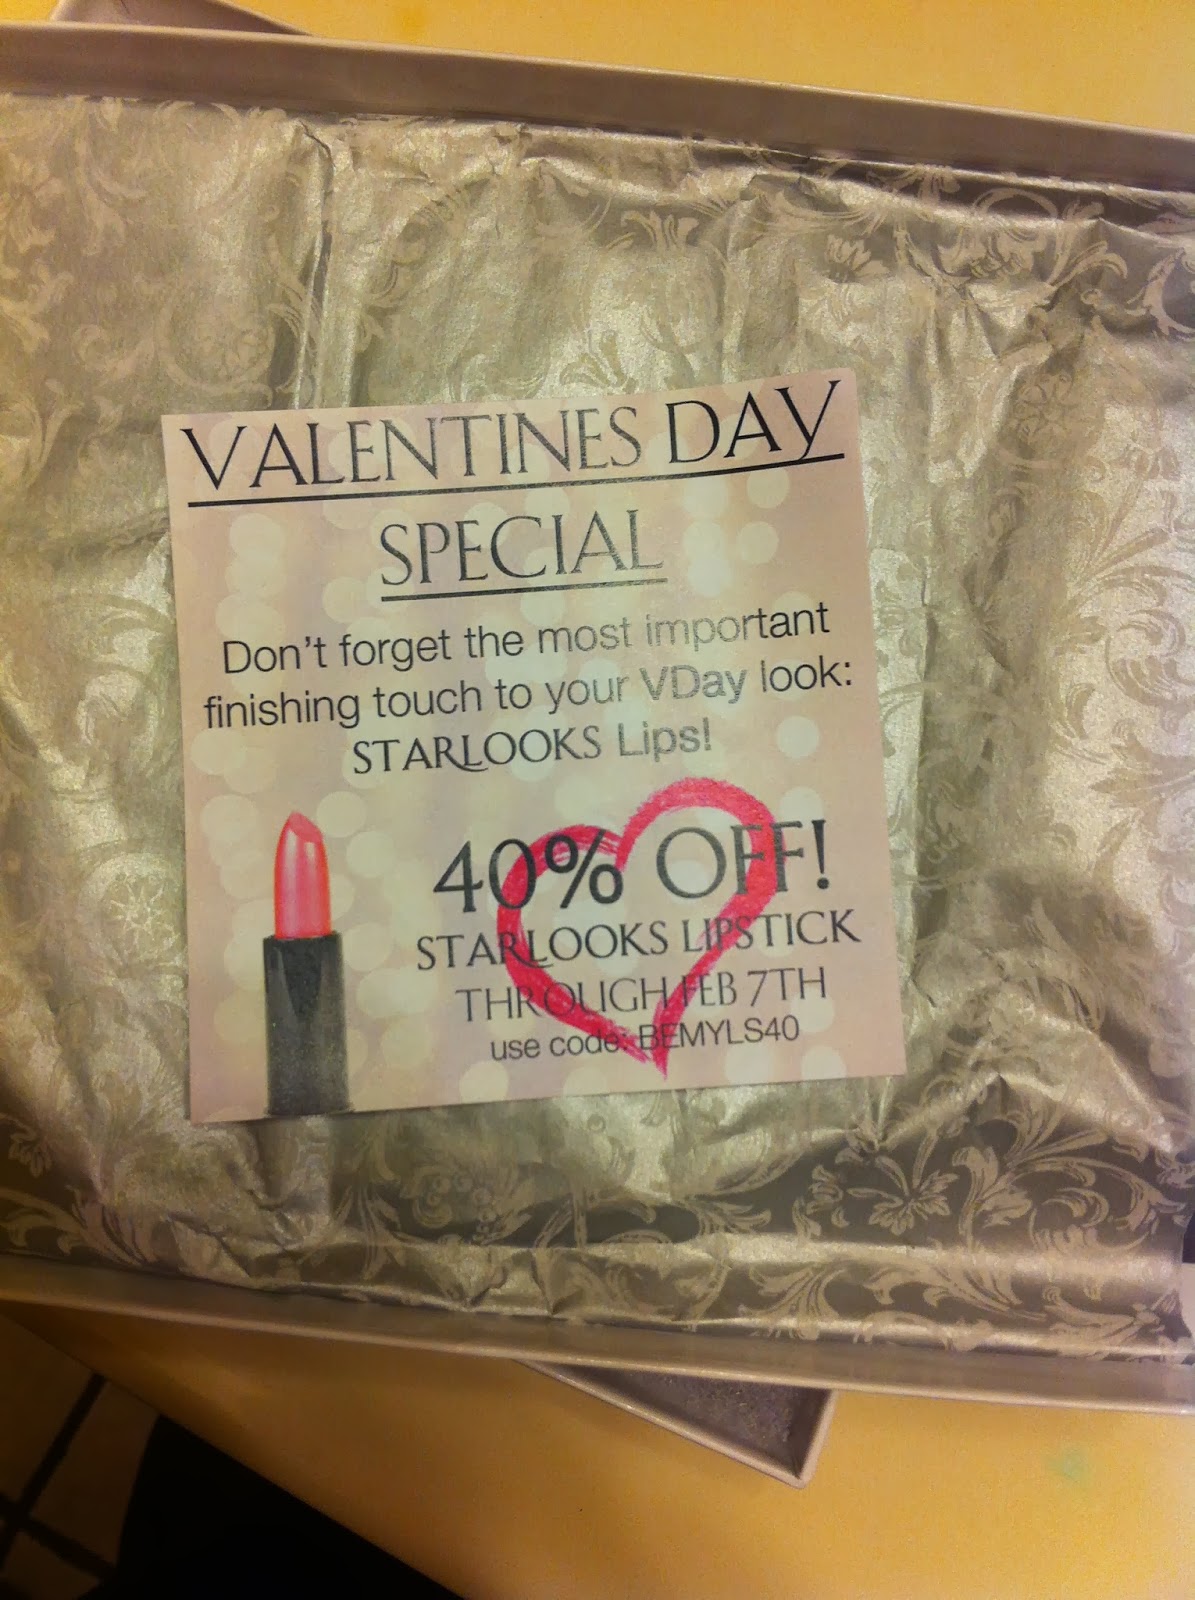 VALENTINES DAY
SPECIAL
Don't forget the most important
finishing touch to your VDay look:
STARLOOKS Lips!
40% OFF!
STARLOOKS LIPSTICK
THROUGH FEB 7TH
use code: BEMYLS40